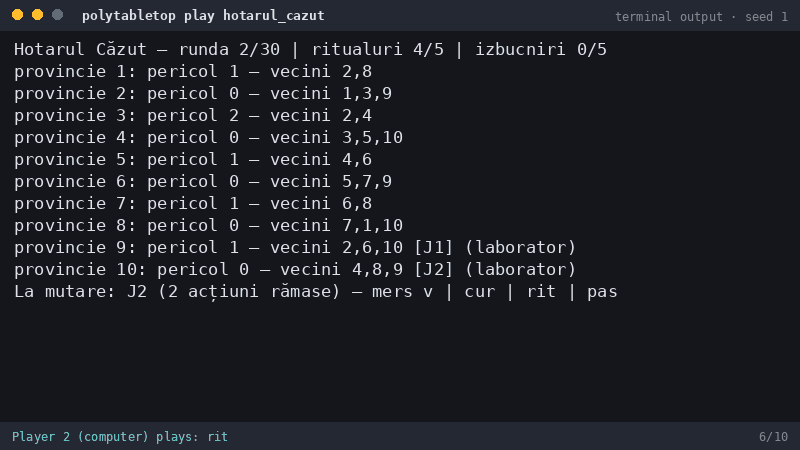 polytabletop play hotarul_cazut
terminal output · seed 1
Hotarul Căzut — runda 2/30 | ritualuri 4/5 | izbucniri 0/5
provincie 1: pericol 1 — vecini 2,8
provincie 2: pericol 0 — vecini 1,3,9
provincie 3: pericol 2 — vecini 2,4
provincie 4: pericol 0 — vecini 3,5,10
provincie 5: pericol 1 — vecini 4,6
provincie 6: pericol 0 — vecini 5,7,9
provincie 7: pericol 1 — vecini 6,8
provincie 8: pericol 0 — vecini 7,1,10
provincie 9: pericol 1 — vecini 2,6,10 [J1] (laborator)
provincie 10: pericol 0 — vecini 4,8,9 [J2] (laborator)
La mutare: J2 (2 acțiuni rămase) — mers v | cur | rit | pas
Player 2 (computer) plays: rit
6/10